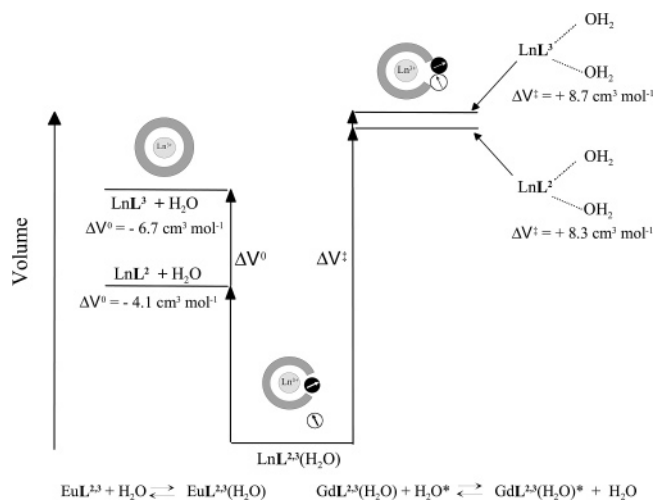 Volume
Ln³⁺
LnL³ + H₂O
ΔV⁰ = - 6.7 cm³ mol⁻¹
LnL² + H₂O
ΔV⁰ = - 4.1 cm³ mol⁻¹
ΔV⁰
ΔV‡
Ln³⁺
Ln³⁺
LnL²,³(H₂O)
OH₂
LnL³
OH₂
ΔV‡ = + 8.7 cm³ mol⁻¹
OH₂
LnL²
OH₂
ΔV‡ = + 8.3 cm³ mol⁻¹
EuL²,³ + H₂O ⇌ EuL²,³(H₂O)
GdL²,³(H₂O) + H₂O* ⇌ GdL²,³(H₂O)* + H₂O